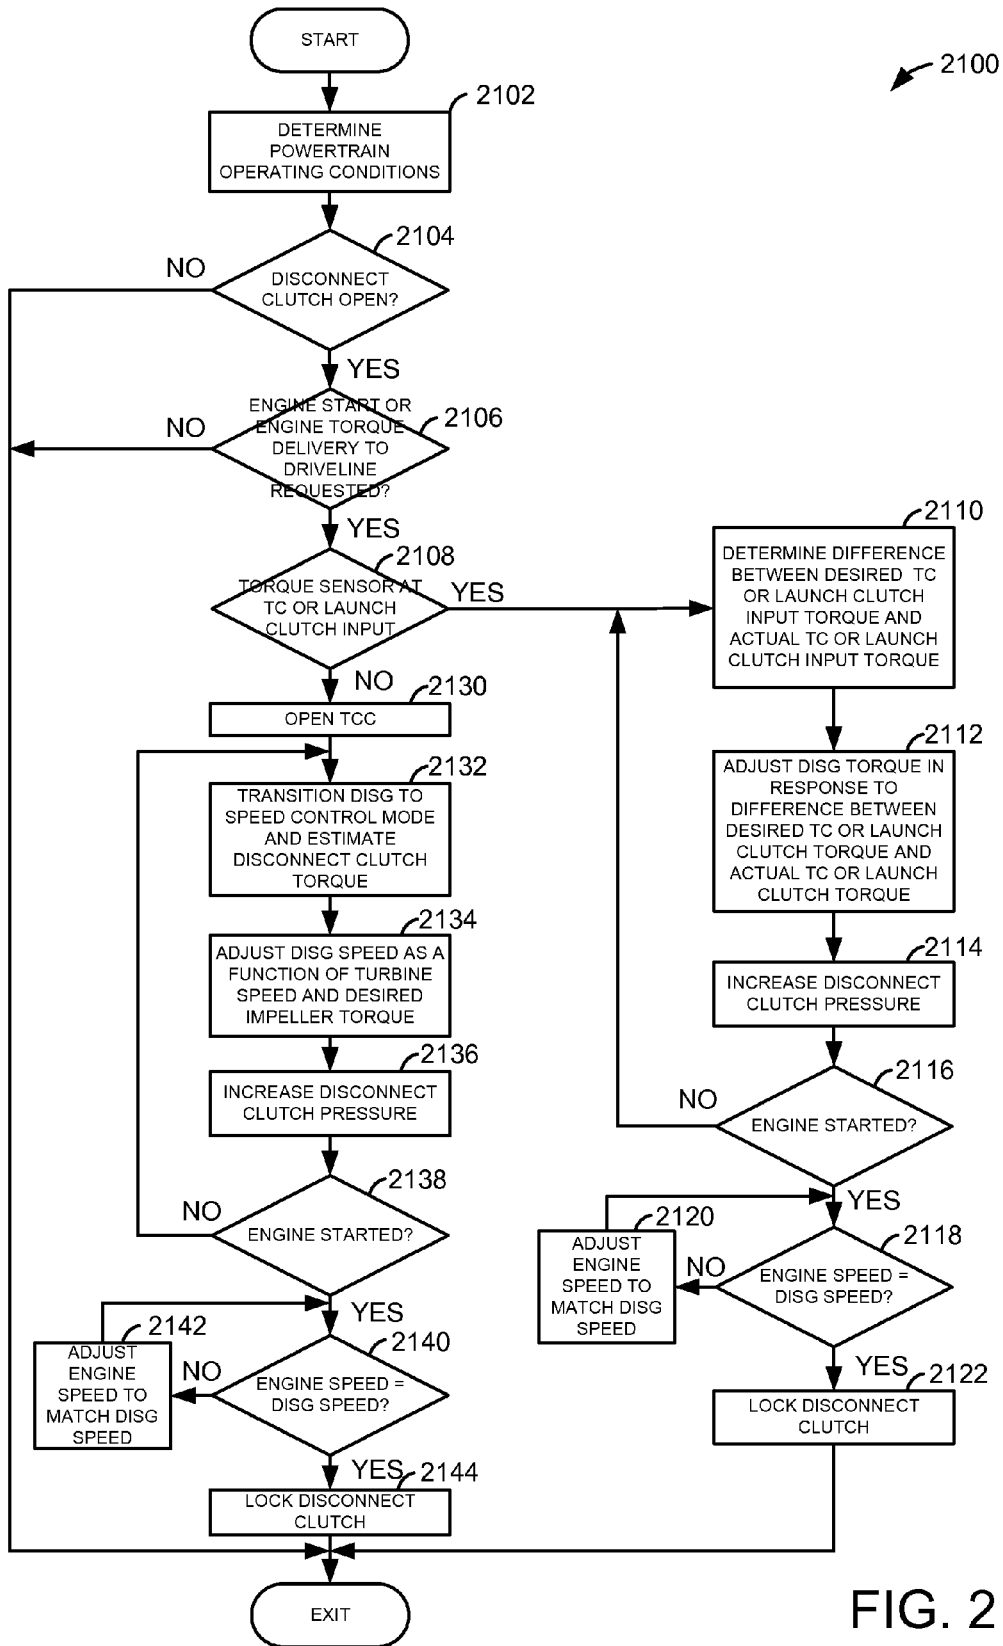 START
2100
2102
DETERMINE
POWERTRAIN
OPERATING CONDITIONS
2104
NO
DISCONNECT
CLUTCH OPEN?
YES
2106
NO
ENGINE START OR
ENGINE TORQUE
DELIVERY TO
DRIVELINE
REQUESTED?
YES
2108
TORQUE SENSOR AT
TC OR LAUNCH
CLUTCH INPUT
YES
NO
2110
DETERMINE DIFFERENCE
BETWEEN DESIRED TC
OR LAUNCH CLUTCH
INPUT TORQUE AND
ACTUAL TC OR LAUNCH
CLUTCH INPUT TORQUE
2112
ADJUST DISG TORQUE IN
RESPONSE TO
DIFFERENCE BETWEEN
DESIRED TC OR LAUNCH
CLUTCH TORQUE AND
ACTUAL TC OR LAUNCH
CLUTCH TORQUE
2114
INCREASE DISCONNECT
CLUTCH PRESSURE
2116
NO
ENGINE STARTED?
YES
2118
ENGINE SPEED =
DISG SPEED?
NO
2120
ADJUST
ENGINE
SPEED TO
MATCH DISG
SPEED
YES
2122
LOCK DISCONNECT
CLUTCH
2130
OPEN TCC
2132
TRANSITION DISG TO
SPEED CONTROL MODE
AND ESTIMATE
DISCONNECT CLUTCH
TORQUE
2134
ADJUST DISG SPEED AS A
FUNCTION OF TURBINE
SPEED AND DESIRED
IMPELLER TORQUE
2136
INCREASE DISCONNECT
CLUTCH PRESSURE
2138
NO
ENGINE STARTED?
YES
2140
ENGINE SPEED =
DISG SPEED?
NO
2142
ADJUST
ENGINE
SPEED TO
MATCH DISG
SPEED
YES
2144
LOCK DISCONNECT
CLUTCH
EXIT
FIG. 2